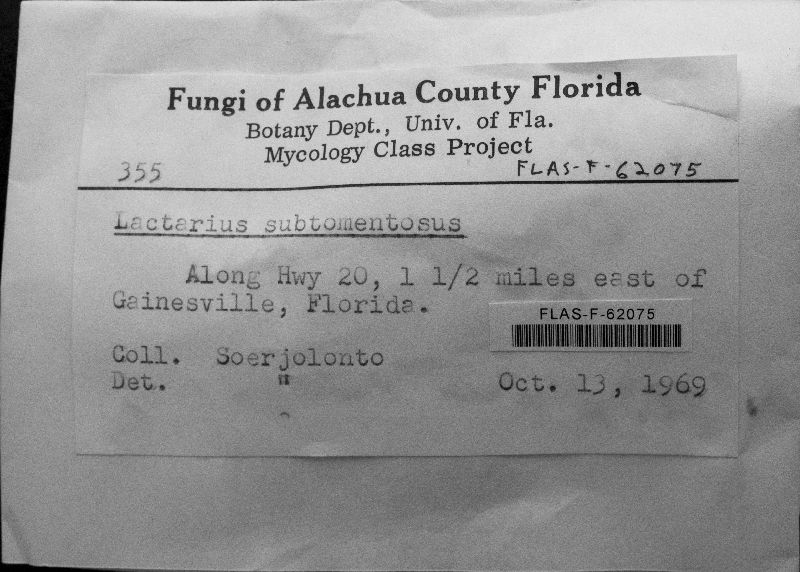 Fungi of Alachua County Florida
Botany Dept., Univ. of Fla.
Mycology Class Project
355
FLAS-F-62075
Lactarius subtomentosus
Along Hwy 20, 1 1/2 miles east of
Gainesville, Florida.
FLAS-F-62075
Coll. Soerjolonto
Det. " Oct. 13, 1969